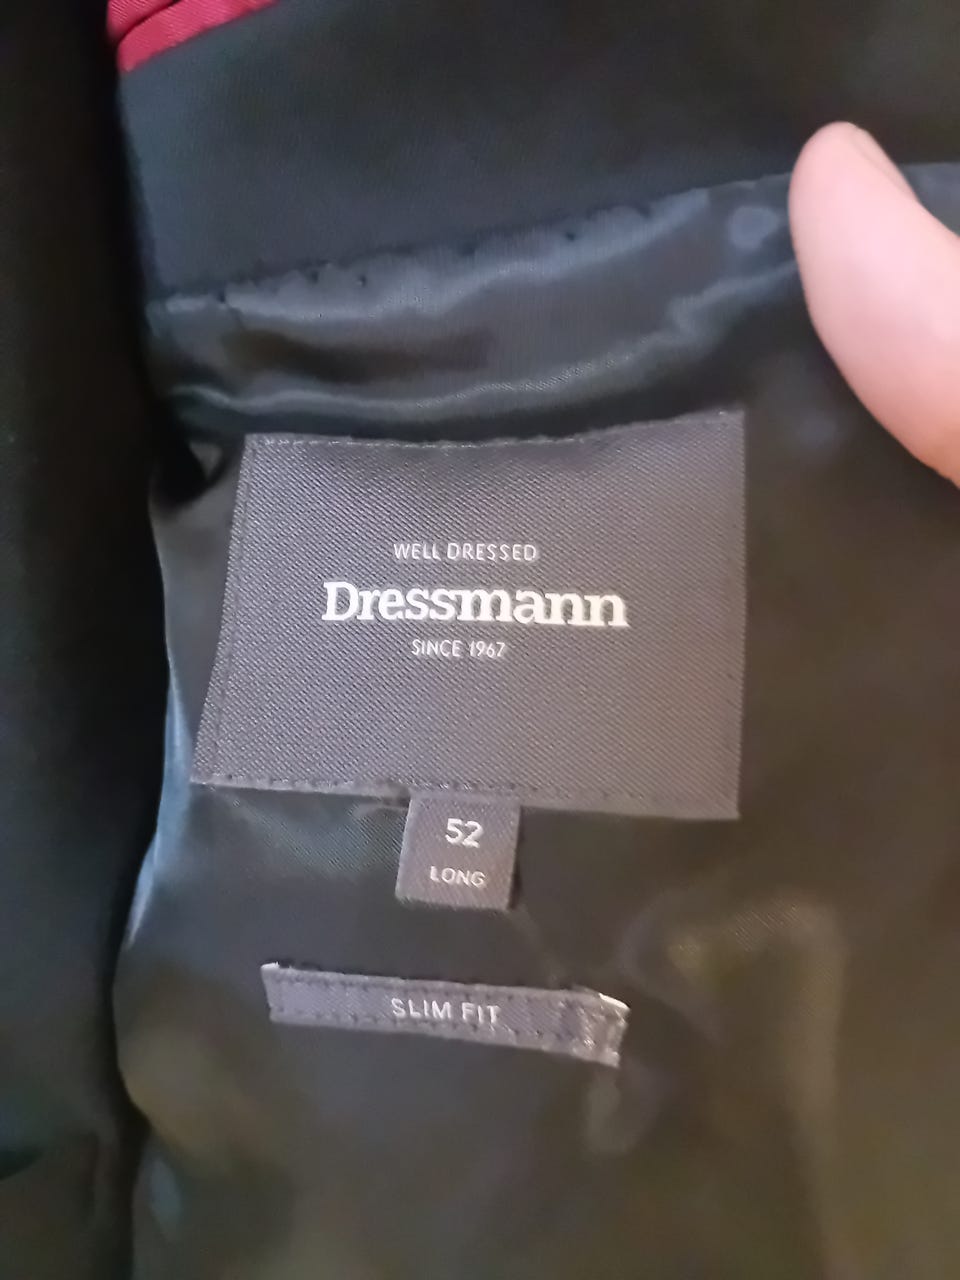 WELL DRESSED
Dressmann
SINCE 1967
52
LONG
SLIM FIT